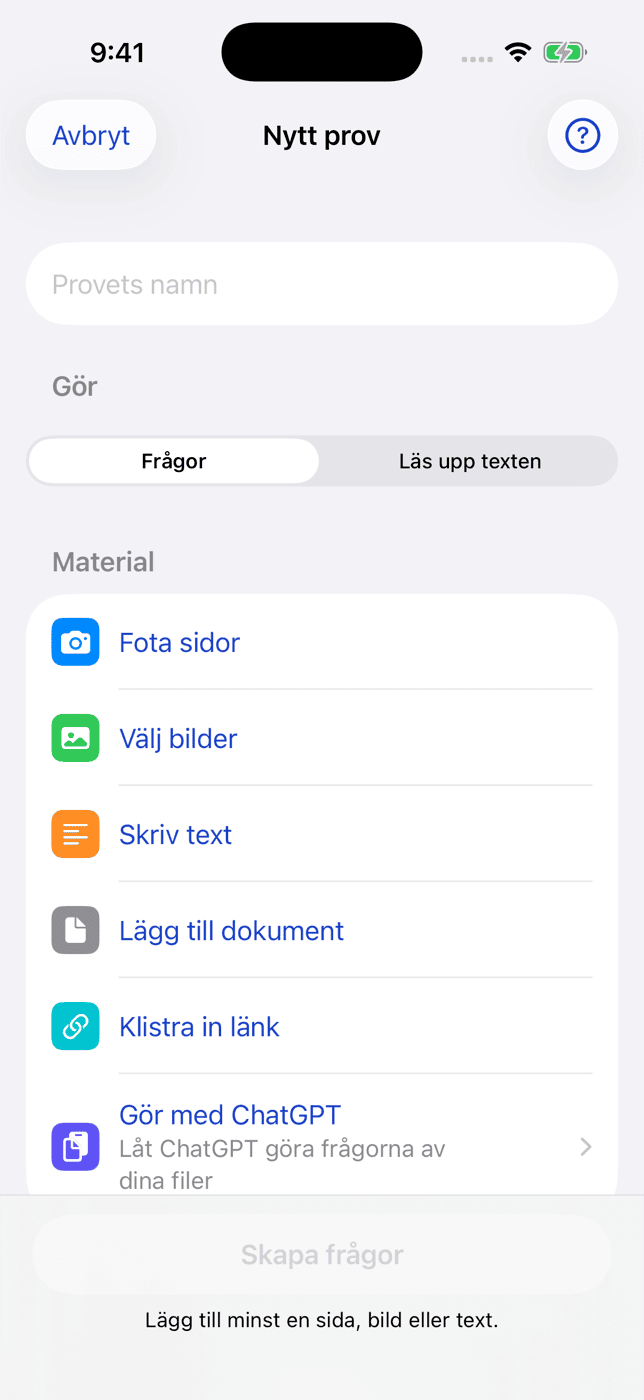 9:41
Avbryt
Nytt prov
?
Provets namn
Gör
Frågor
Läs upp texten
Material
Fota sidor
Välj bilder
Skriv text
Lägg till dokument
Klistra in länk
Gör med ChatGPT
Låt ChatGPT göra frågorna av
dina filer
Skapa frågor
Lägg till minst en sida, bild eller text.